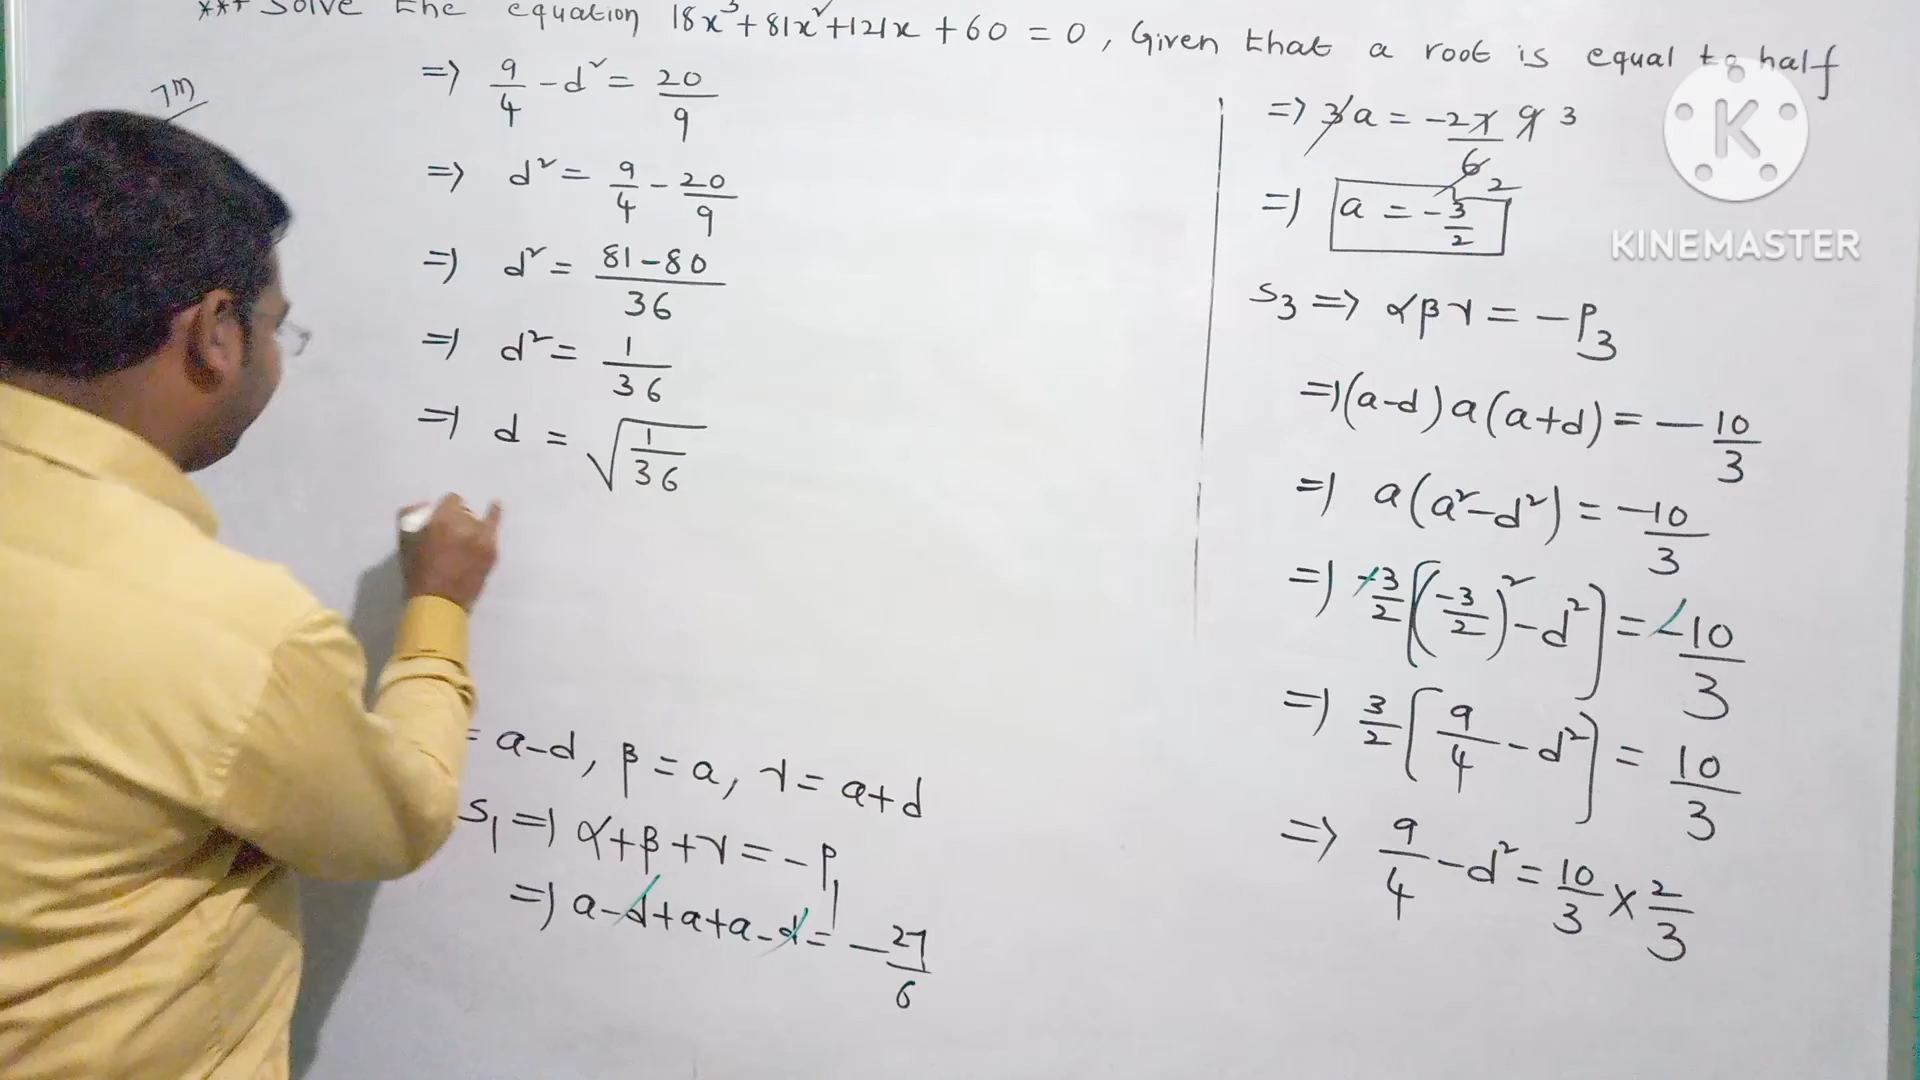 *** Solve the equation 18x³+81x²+121x+60=0, Given that a root is equal to half
7m
=> 9/4 - d² = 20/9
=> d² = 9/4 - 20/9
=> d² = 81-80/36
=> d² = 1/36
=> d = √1/36
= a-d, β = a, γ = a+d
S₁ => α+β+γ = -P₁
=> a-d+a+a-d = -27/6
=> 3a = -27/6 9 3 2
=> a = -3/2
S₃ => αβγ = -P₃
=> (a-d)a(a+d) = -10/3
=> a(a²-d²) = -10/3
=> -3/2[(-3/2)²-d²] = -10/3
=> 3/2[9/4-d²] = 10/3
=> 9/4-d² = 10/3 × 2/3
K
KINEMASTER